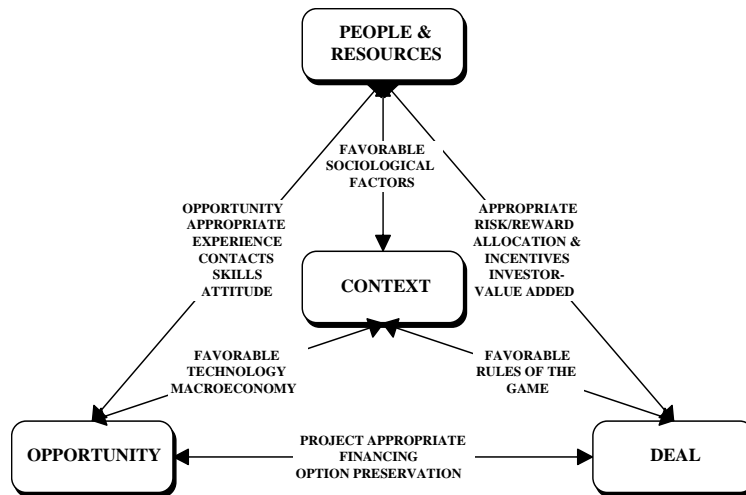 PEOPLE &
RESOURCES
FAVORABLE
SOCIOLOGICAL
FACTORS
OPPORTUNITY
APPROPRIATE
EXPERIENCE
CONTACTS
SKILLS
ATTITUDE
APPROPRIATE
RISK/REWARD
ALLOCATION &
INCENTIVES
INVESTOR-
VALUE ADDED
CONTEXT
FAVORABLE
TECHNOLOGY
MACROECONOMY
FAVORABLE
RULES OF THE
GAME
OPPORTUNITY
PROJECT APPROPRIATE
FINANCING
OPTION PRESERVATION
DEAL